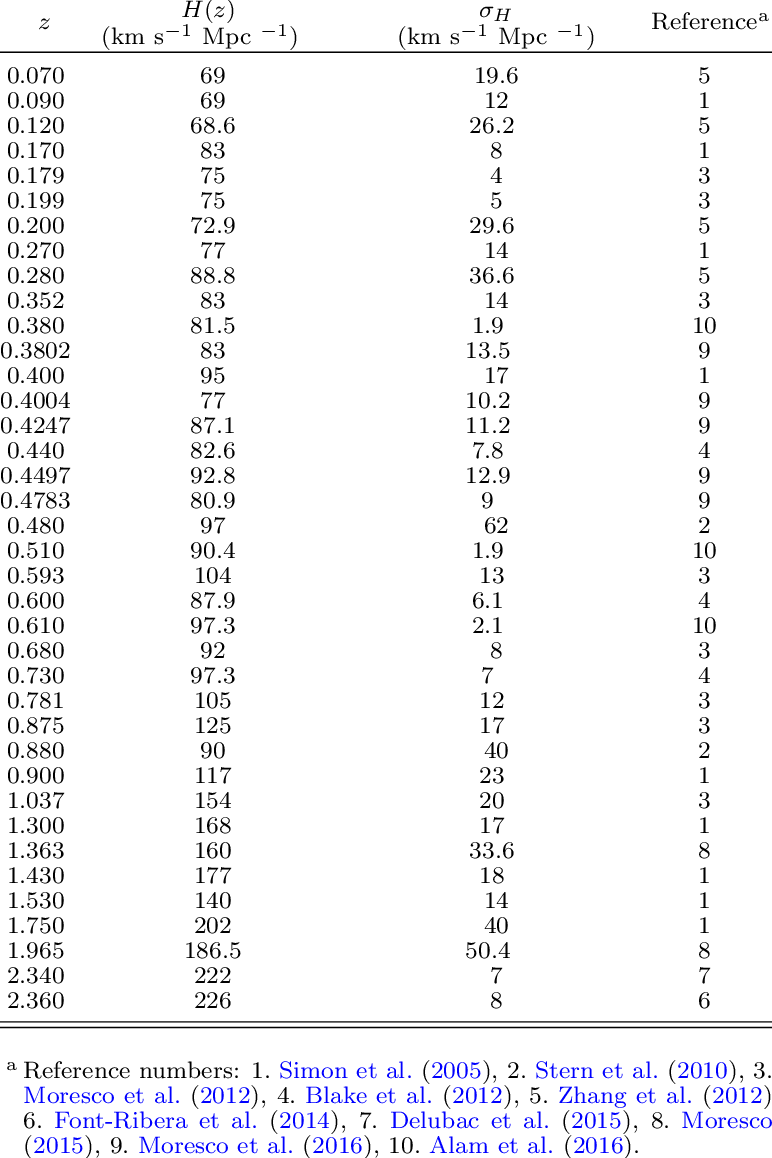 z H(z) σH Referenceᵃ
(km s⁻¹ Mpc ⁻¹) (km s⁻¹ Mpc ⁻¹)
0.070 69 19.6 5
0.090 69 12 1
0.120 68.6 26.2 5
0.170 83 8 1
0.179 75 4 3
0.199 75 5 3
0.200 72.9 29.6 5
0.270 77 14 1
0.280 88.8 36.6 5
0.352 83 14 3
0.380 81.5 1.9 10
0.3802 83 13.5 9
0.400 95 17 1
0.4004 77 10.2 9
0.4247 87.1 11.2 9
0.440 82.6 7.8 4
0.4497 92.8 12.9 9
0.4783 80.9 9 9
0.480 97 62 2
0.510 90.4 1.9 10
0.593 104 13 3
0.600 87.9 6.1 4
0.610 97.3 2.1 10
0.680 92 8 3
0.730 97.3 7 4
0.781 105 12 3
0.875 125 17 3
0.880 90 40 2
0.900 117 23 1
1.037 154 20 3
1.300 168 17 1
1.363 160 33.6 8
1.430 177 18 1
1.530 140 14 1
1.750 202 40 1
1.965 186.5 50.4 8
2.340 222 7 7
2.360 226 8 6
ᵃ Reference numbers: 1. Simon et al. (2005), 2. Stern et al. (2010), 3.
Moresco et al. (2012), 4. Blake et al. (2012), 5. Zhang et al. (2012)
6. Font-Ribera et al. (2014), 7. Delubac et al. (2015), 8. Moresco
(2015), 9. Moresco et al. (2016), 10. Alam et al. (2016).